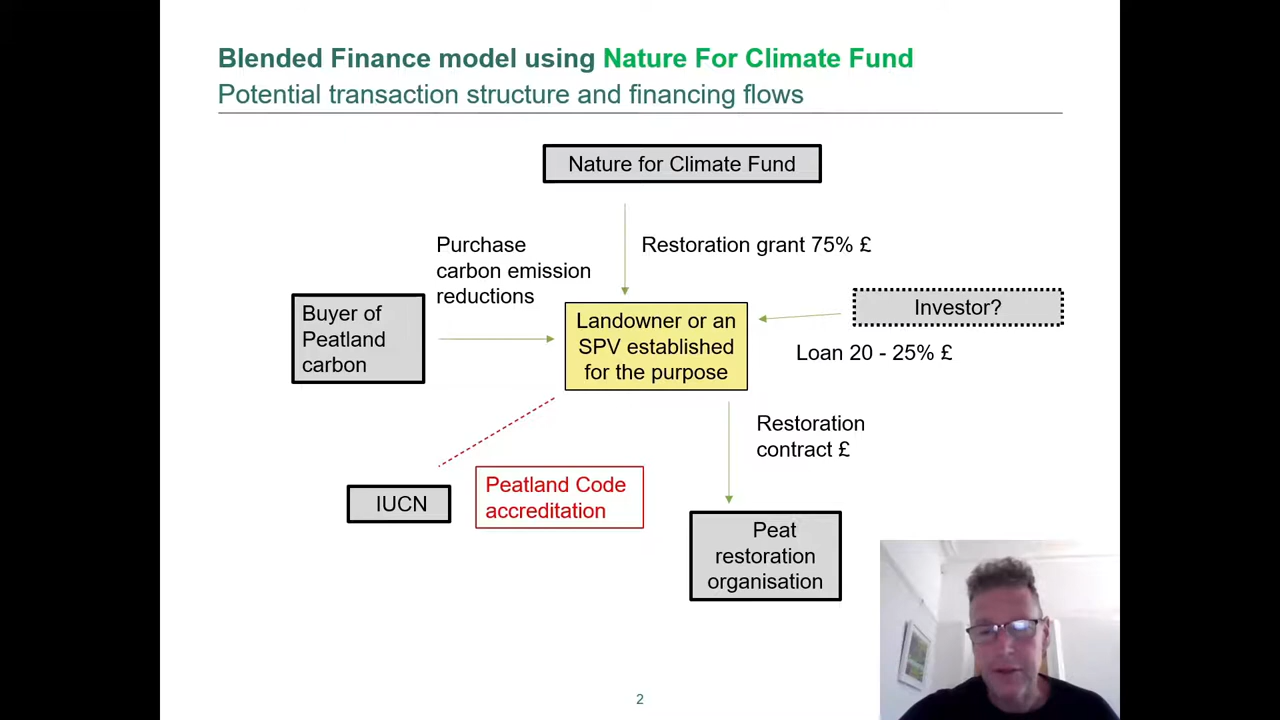 Blended Finance model using Nature For Climate Fund
Potential transaction structure and financing flows
Nature for Climate Fund
Purchase
carbon emission
reductions
Restoration grant 75% £
Buyer of
Peatland
carbon
Landowner or an
SPV established
for the purpose
Investor?
Loan 20 - 25% £
Restoration
contract £
IUCN
Peatland Code
accreditation
Peat
restoration
organisation
2